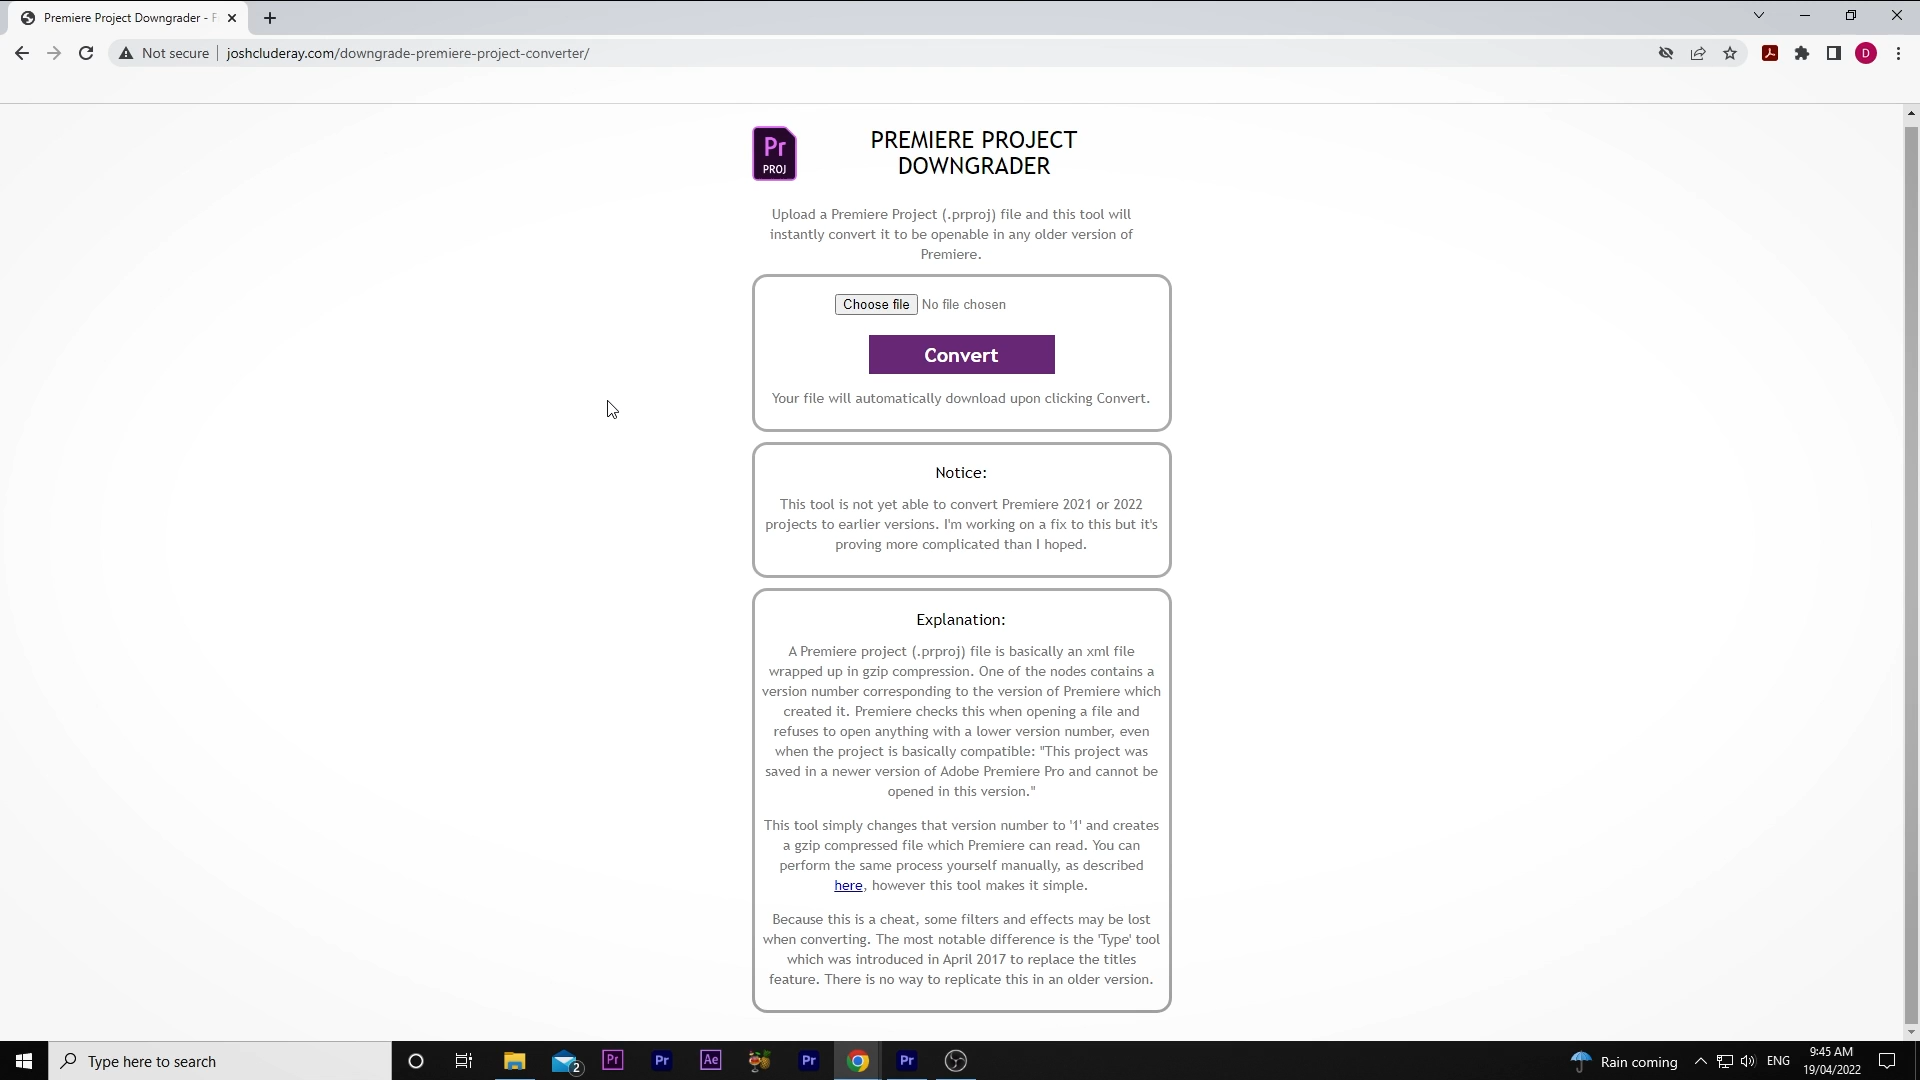 Premiere Project Downgrader - F
Not secure
joshcluderay.com/downgrade-premiere-project-converter/
D
Pr
PROJ
PREMIERE PROJECT
DOWNGRADER
Upload a Premiere Project (.prproj) file and this tool will
instantly convert it to be openable in any older version of
Premiere.
Choose file No file chosen
Convert
Your file will automatically download upon clicking Convert.
Notice:
This tool is not yet able to convert Premiere 2021 or 2022
projects to earlier versions. I'm working on a fix to this but it's
proving more complicated than I hoped.
Explanation:
A Premiere project (.prproj) file is basically an xml file
wrapped up in gzip compression. One of the nodes contains a
version number corresponding to the version of Premiere which
created it. Premiere checks this when opening a file and
refuses to open anything with a lower version number, even
when the project is basically compatible: "This project was
saved in a newer version of Adobe Premiere Pro and cannot be
opened in this version."
This tool simply changes that version number to '1' and creates
a gzip compressed file which Premiere can read. You can
perform the same process yourself manually, as described
here, however this tool makes it simple.
Because this is a cheat, some filters and effects may be lost
when converting. The most notable difference is the 'Type' tool
which was introduced in April 2017 to replace the titles
feature. There is no way to replicate this in an older version.
Type here to search
2
Pr
Pr
Ae
Pr
Pr
Rain coming
ENG
9:45 AM
19/04/2022